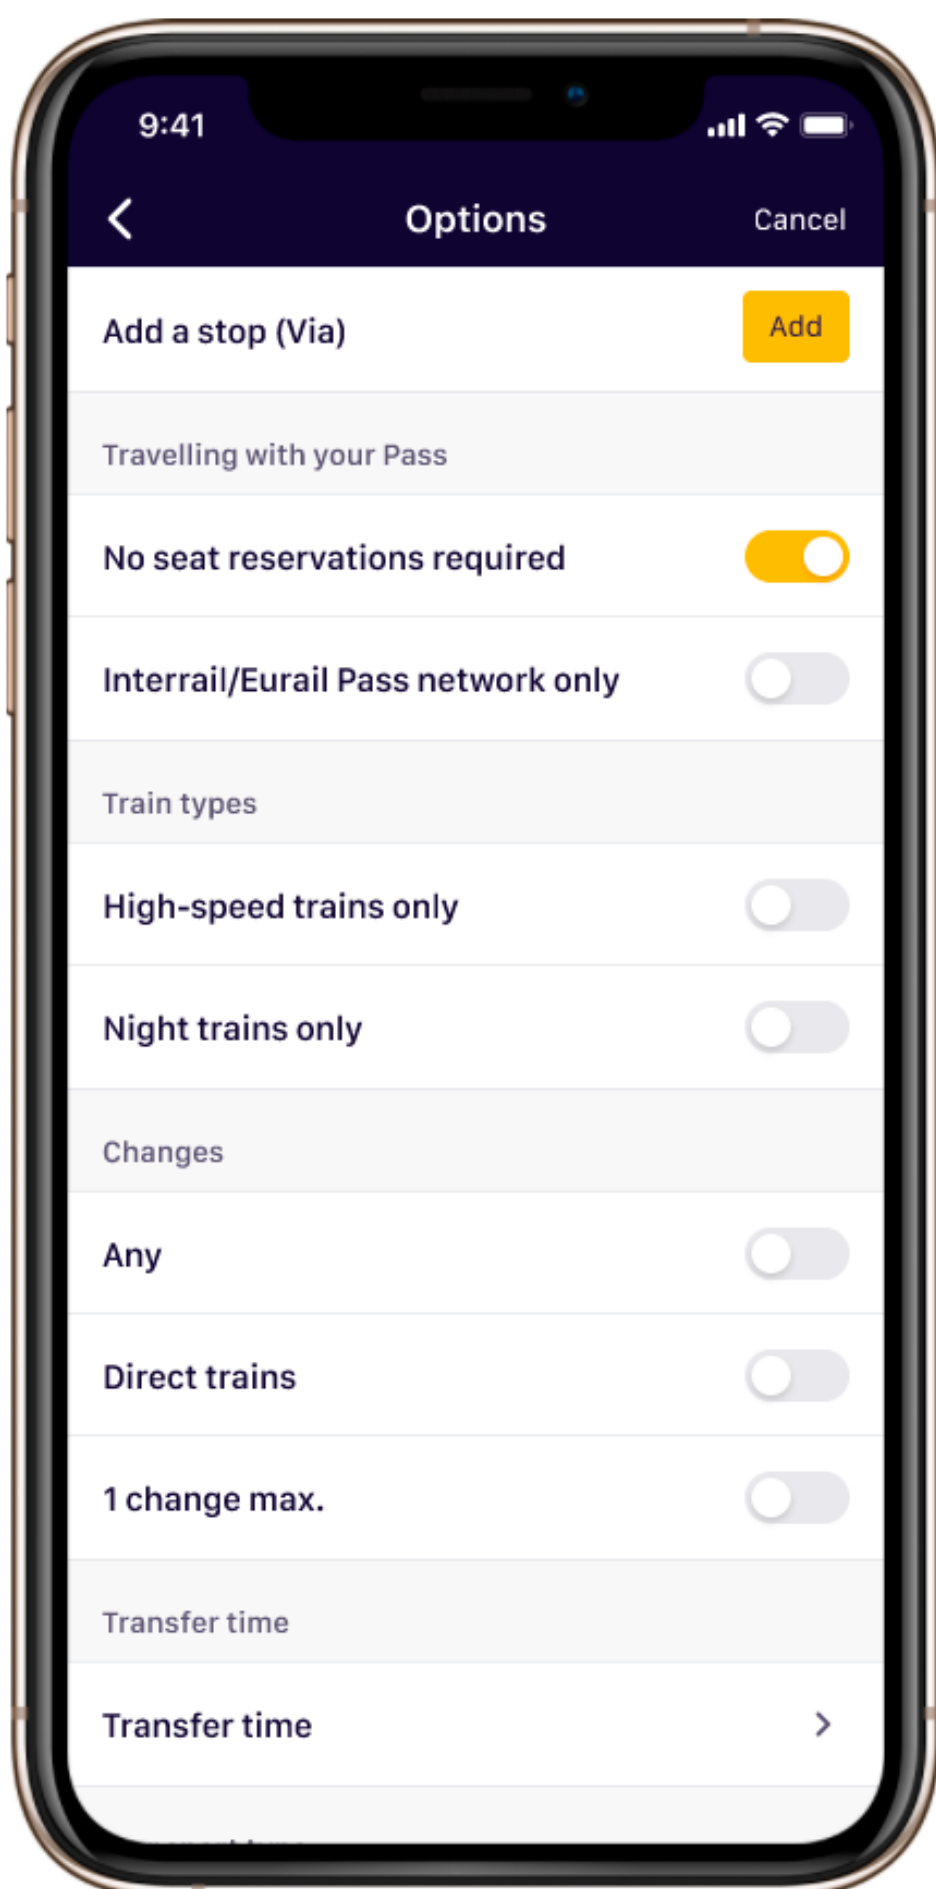 9:41
Options
Cancel
Add a stop (Via)
Add
Travelling with your Pass
No seat reservations required
Interrail/Eurail Pass network only
Train types
High-speed trains only
Night trains only
Changes
Any
Direct trains
1 change max.
Transfer time
Transfer time